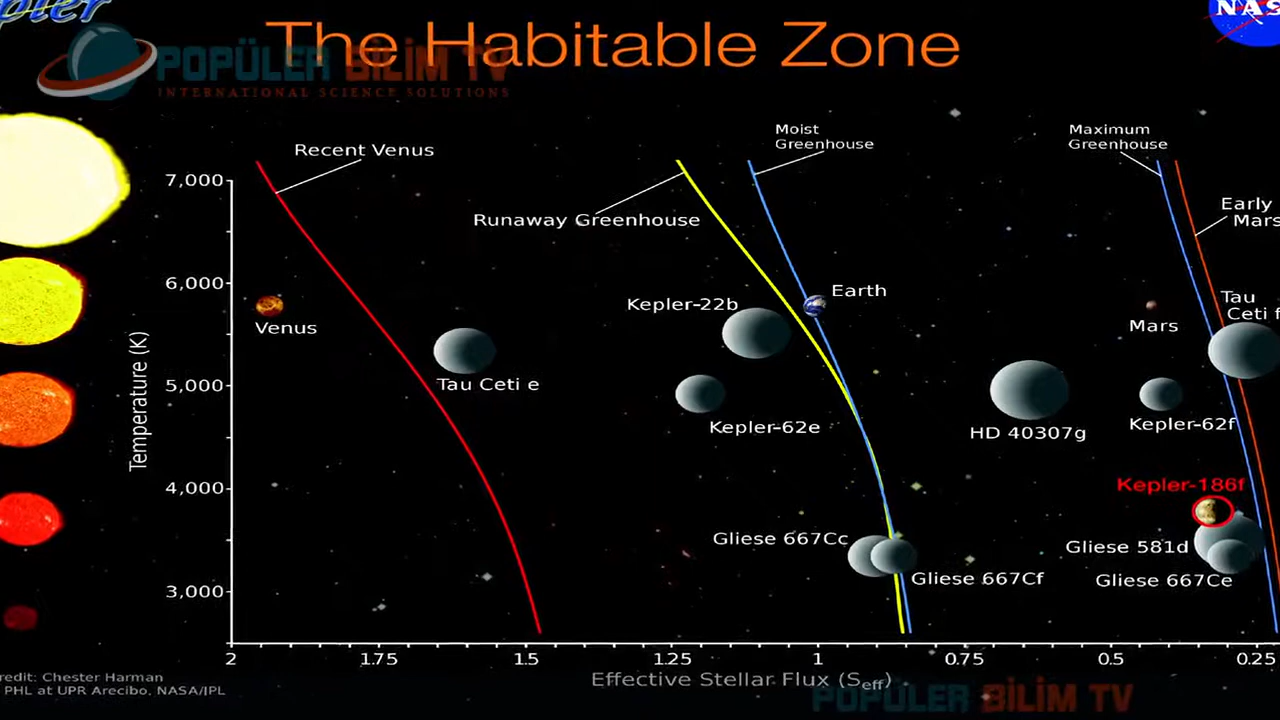 The Habitable Zone
POPÜLER BİLİM TV
INTERNATIONAL SCIENCE SOLUTIONS
Recent Venus
Moist
Greenhouse
Maximum
Greenhouse
Runaway Greenhouse
Early
Mars
7,000
6,000
5,000
4,000
3,000
Temperature (K)
Venus
Tau Ceti e
Kepler-22b
Earth
Kepler-62e
Mars
Tau
Ceti f
HD 40307g
Kepler-62f
Kepler-186f
Gliese 667Cc
Gliese 667Cf
Gliese 581d
Gliese 667Ce
2 1.75 1.5 1.25 1 0.75 0.5 0.25
Effective Stellar Flux (Seff)
redit: Chester Harman
PHL at UPR Arecibo, NASA/JPL
POPÜLER BİLİM TV